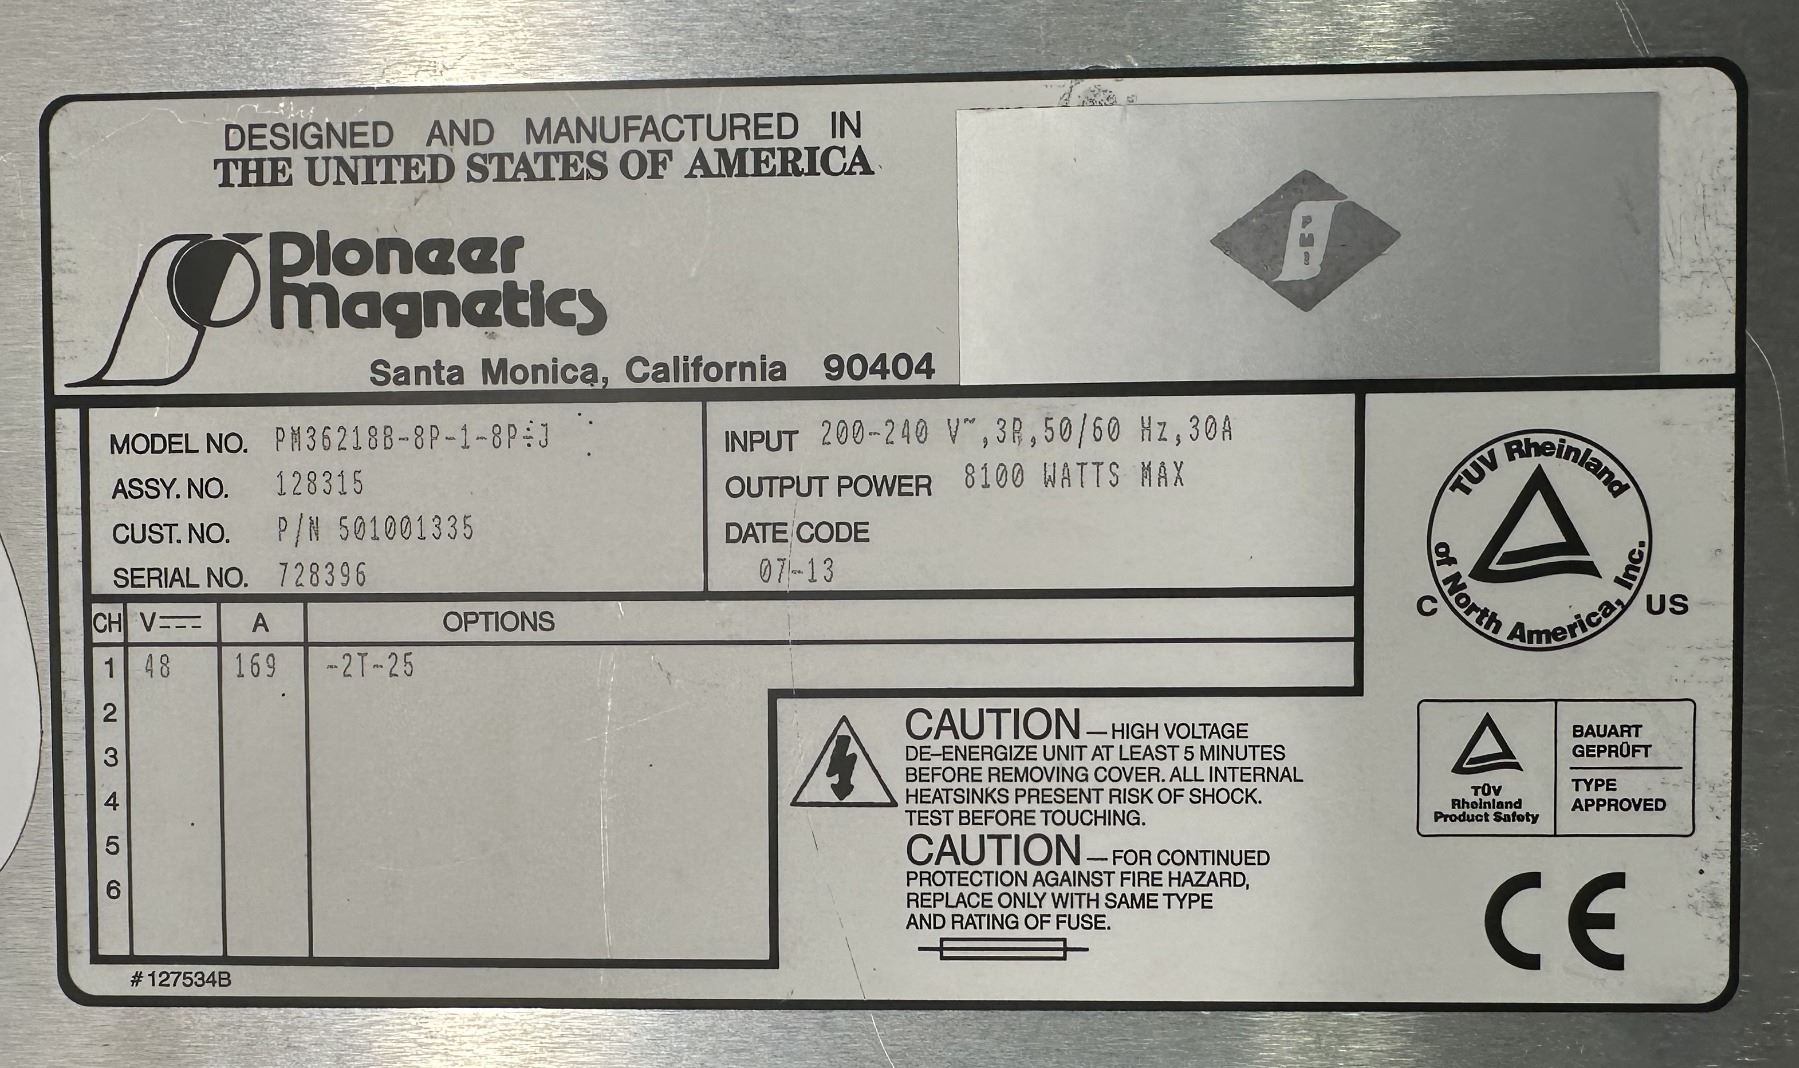 DESIGNED AND MANUFACTURED IN
THE UNITED STATES OF AMERICA
Pioneer
Magnetics
Santa Monica, California 90404
PMI
MODEL NO. PM36218B-8P-1-8P-J
ASSY. NO. 128315
CUST. NO. P/N 501001335
SERIAL NO. 728396
INPUT 200-240 V~,3R,50/60 Hz,30A
OUTPUT POWER 8100 WATTS MAX
DATE CODE
07-13
CH V⎓ A OPTIONS
1 48 169 -2T-25
2
3
4
5
6
CAUTION — HIGH VOLTAGE
DE-ENERGIZE UNIT AT LEAST 5 MINUTES
BEFORE REMOVING COVER. ALL INTERNAL
HEATSINKS PRESENT RISK OF SHOCK.
TEST BEFORE TOUCHING.
CAUTION — FOR CONTINUED
PROTECTION AGAINST FIRE HAZARD,
REPLACE ONLY WITH SAME TYPE
AND RATING OF FUSE.
#127534B
TUV Rheinland
of North America, Inc.
C US
TÜV
Rheinland
Product Safety
BAUART
GEPRÜFT
TYPE
APPROVED
CE